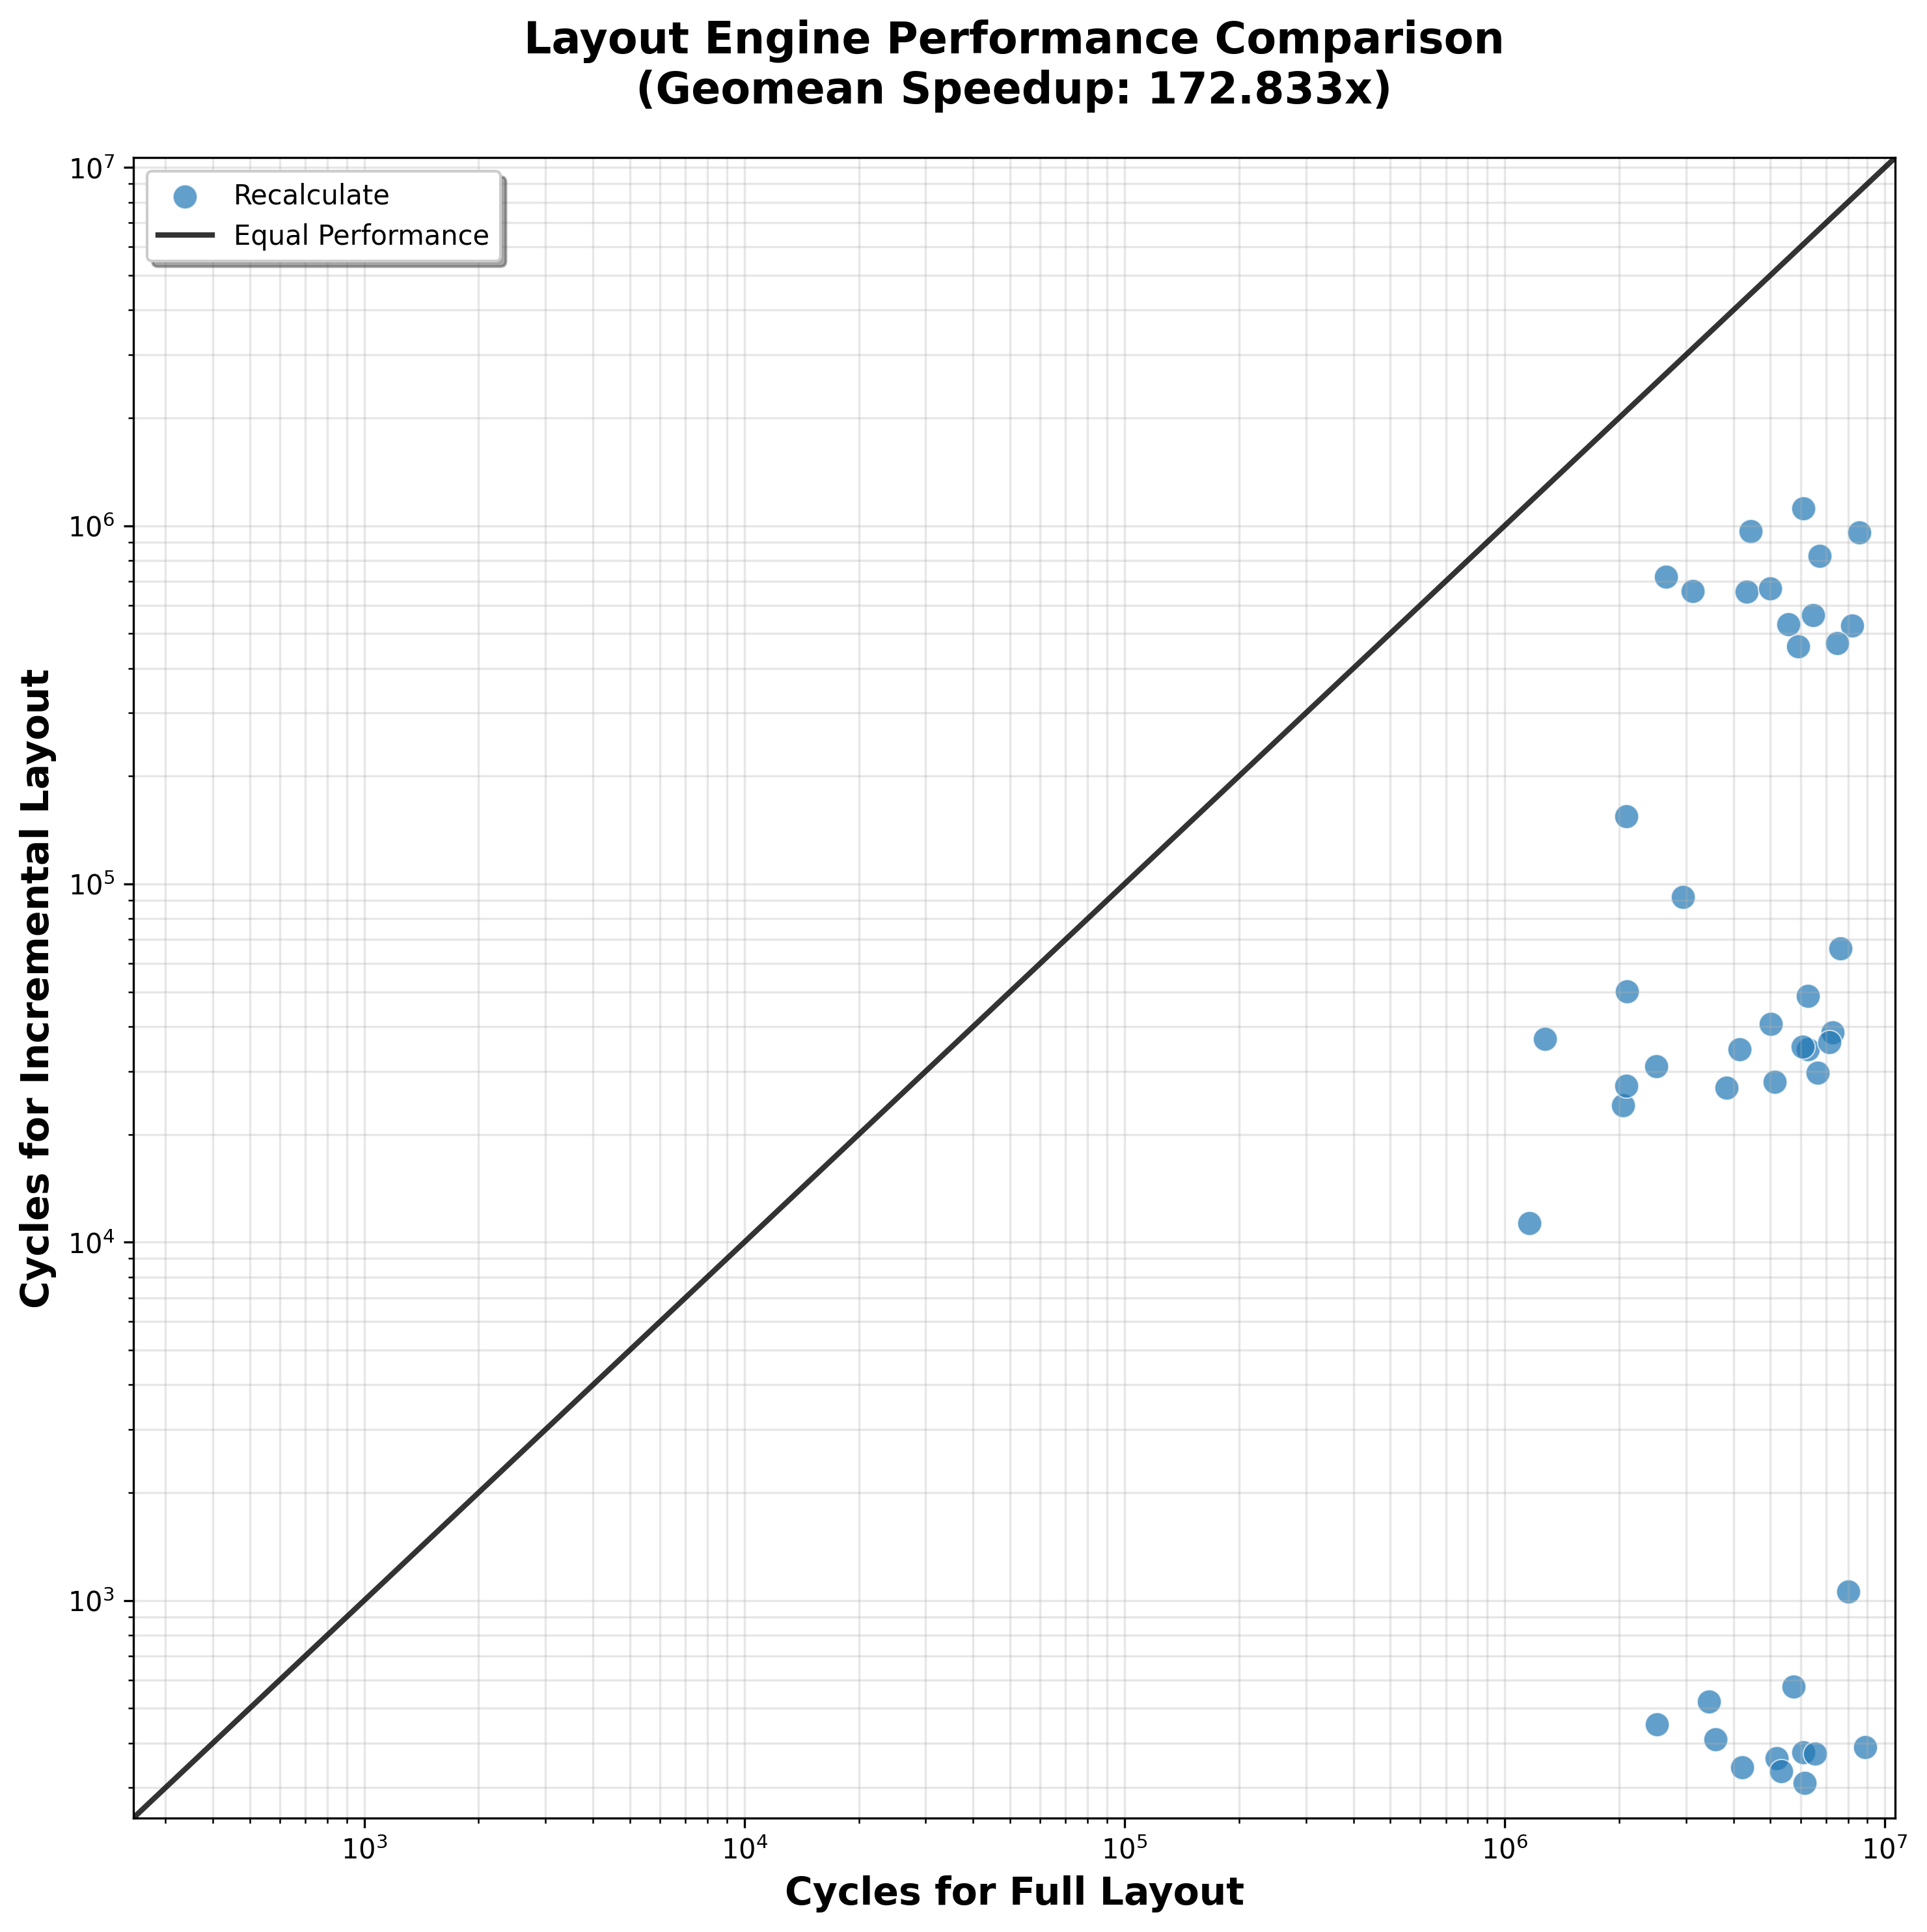 Layout Engine Performance Comparison
(Geomean Speedup: 172.833x)
Recalculate
Equal Performance
10⁷
10⁶
10⁵
10⁴
10³
Cycles for Incremental Layout
10³ 10⁴ 10⁵ 10⁶ 10⁷
Cycles for Full Layout